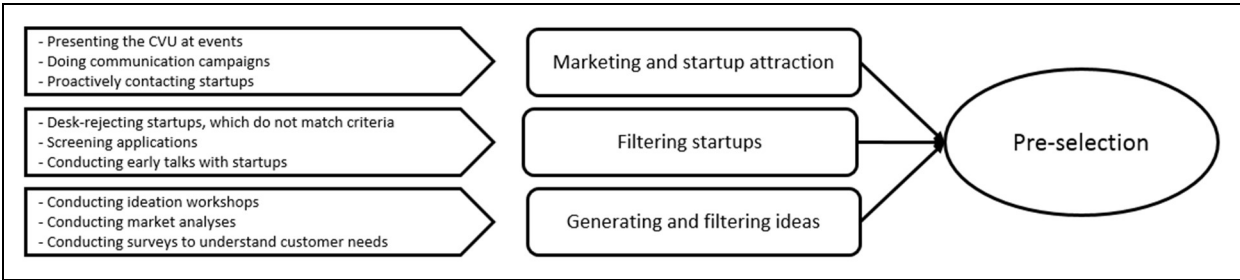 - Presenting the CVU at events
- Doing communication campaigns
- Proactively contacting startups
Marketing and startup attraction
- Desk-rejecting startups, which do not match criteria
- Screening applications
- Conducting early talks with startups
Filtering startups
- Conducting ideation workshops
- Conducting market analyses
- Conducting surveys to understand customer needs
Generating and filtering ideas
Pre-selection